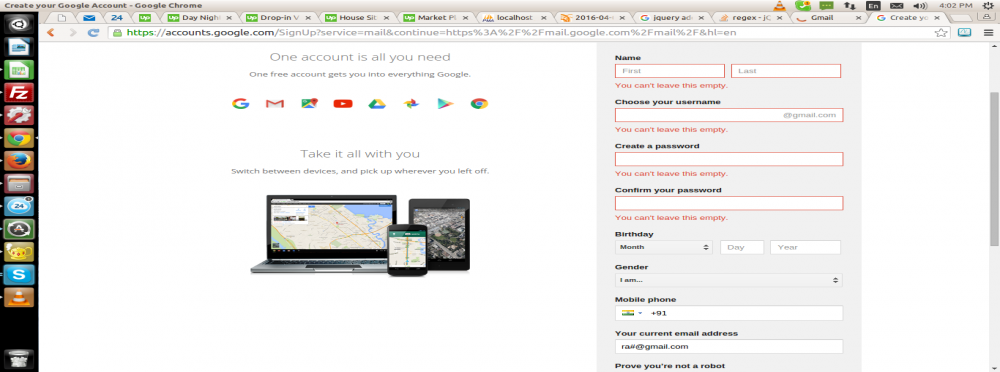 Create your Google Account - Google Chrome
En
4:02 PM
24
Day Night
Drop-in V
House Sit
Market Pl
localhost
2016-04-
jquery ad
regex - jC
Gmail
Create yo
https://accounts.google.com/SignUp?service=mail&continue=https%3A%2F%2Fmail.google.com%2Fmail%2F&hl=en
One account is all you need
One free account gets you into everything Google.
Take it all with you
Switch between devices, and pick up wherever you left off.
Name
First
Last
You can't leave this empty.
Choose your username
@gmail.com
You can't leave this empty.
Create a password
You can't leave this empty.
Confirm your password
You can't leave this empty.
Birthday
Month
Day
Year
Gender
I am...
Mobile phone
+91
Your current email address
ra#@gmail.com
Prove you're not a robot